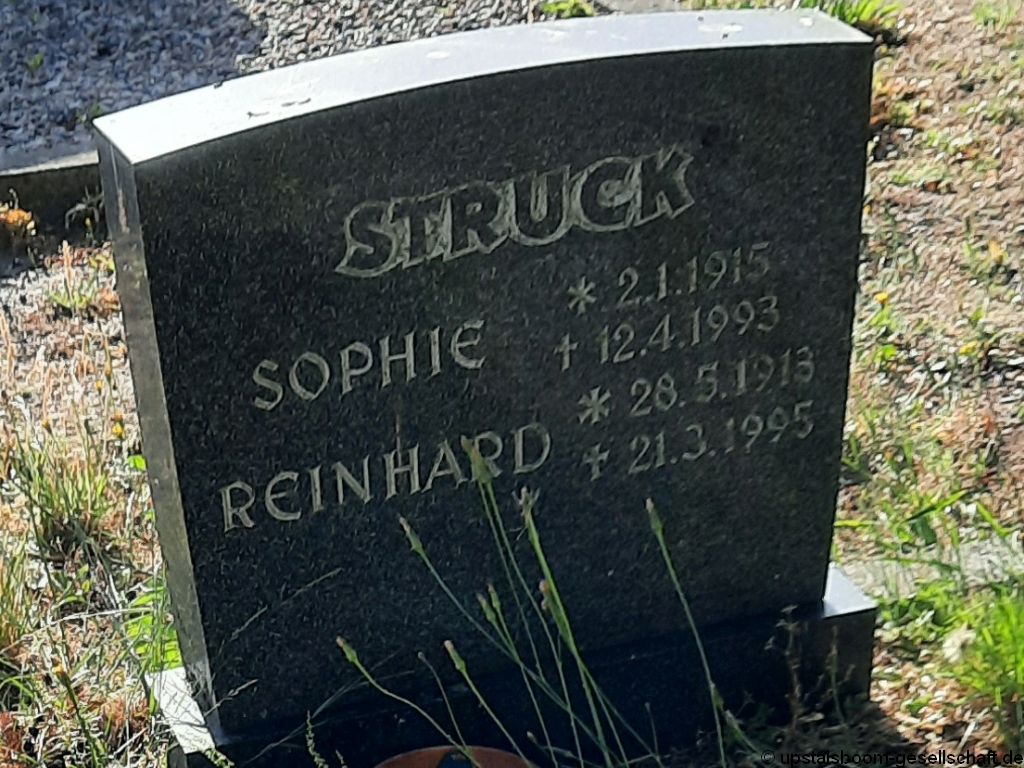 STRUCK
* 2.1.1915
SOPHIE † 12.4.1993
* 28.5.1913
REINHARD † 21.3.1995
© upstalsboom-gesellschaft.de